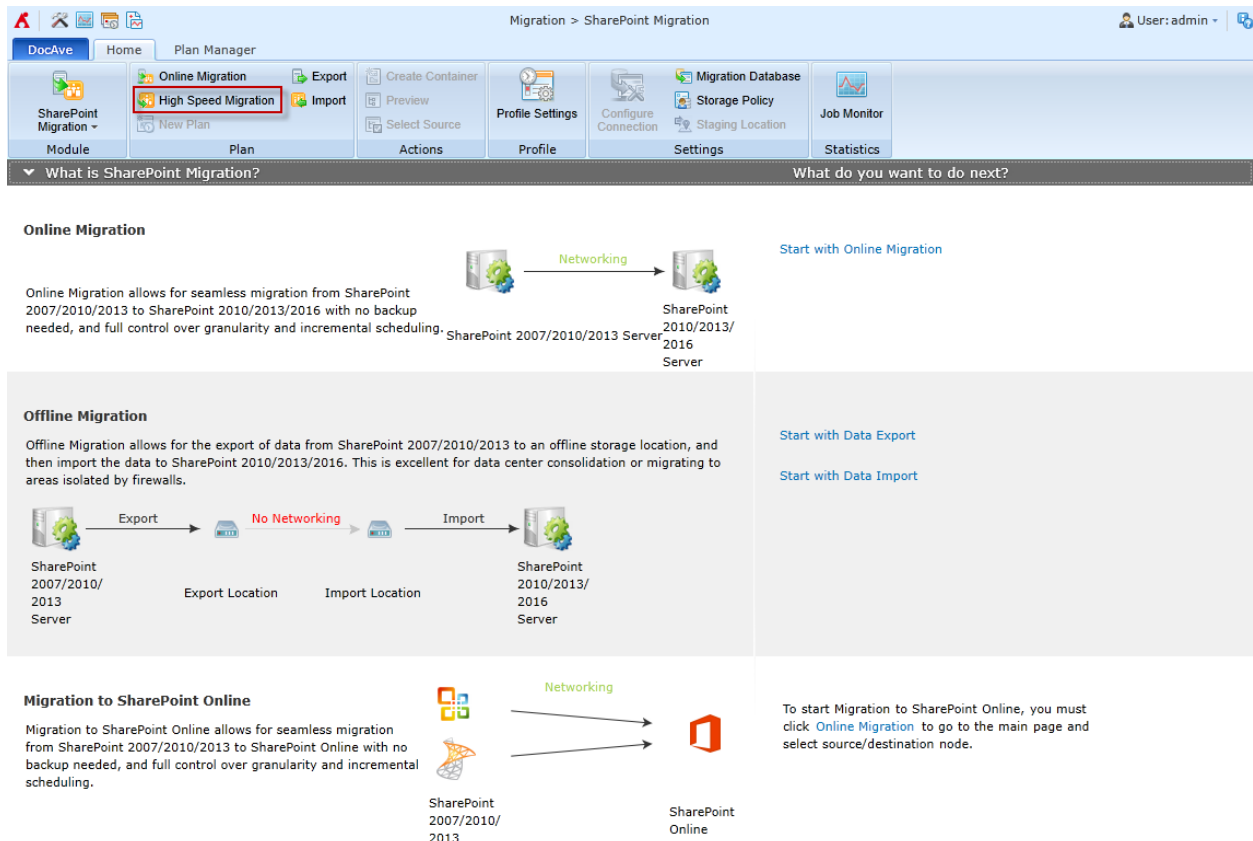 Migration > SharePoint Migration
User: admin
DocAve
Home
Plan Manager
SharePoint
Migration
Online Migration
High Speed Migration
New Plan
Export
Import
Create Container
Preview
Select Source
Profile Settings
Configure
Connection
Migration Database
Storage Policy
Staging Location
Job Monitor
Module
Plan
Actions
Profile
Settings
Statistics
What is SharePoint Migration?
What do you want to do next?
Online Migration
Online Migration allows for seamless migration from SharePoint
2007/2010/2013 to SharePoint 2010/2013/2016 with no backup
needed, and full control over granularity and incremental scheduling.
Networking
SharePoint 2007/2010/2013 Server
SharePoint
2010/2013/
2016
Server
Start with Online Migration
Offline Migration
Offline Migration allows for the export of data from SharePoint 2007/2010/2013 to an offline storage location, and
then import the data to SharePoint 2010/2013/2016. This is excellent for data center consolidation or migrating to
areas isolated by firewalls.
Start with Data Export
Start with Data Import
Export
No Networking
Import
SharePoint
2007/2010/
2013
Server
Export Location
Import Location
SharePoint
2010/2013/
2016
Server
Migration to SharePoint Online
Migration to SharePoint Online allows for seamless migration
from SharePoint 2007/2010/2013 to SharePoint Online with no
backup needed, and full control over granularity and incremental
scheduling.
Networking
SharePoint
2007/2010/
2013
SharePoint
Online
To start Migration to SharePoint Online, you must
click Online Migration to go to the main page and
select source/destination node.